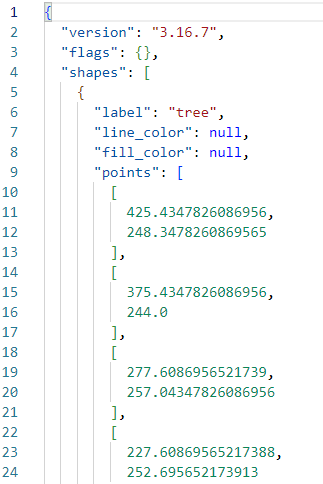 1 {
2 "version": "3.16.7",
3 "flags": {},
4 "shapes": [
5 {
6 "label": "tree",
7 "line_color": null,
8 "fill_color": null,
9 "points": [
10 [
11 425.4347826086956,
12 248.3478260869565
13 ],
14 [
15 375.4347826086956,
16 244.0
17 ],
18 [
19 277.6086956521739,
20 257.04347826086956
21 ],
22 [
23 227.60869565217388,
24 252.695652173913